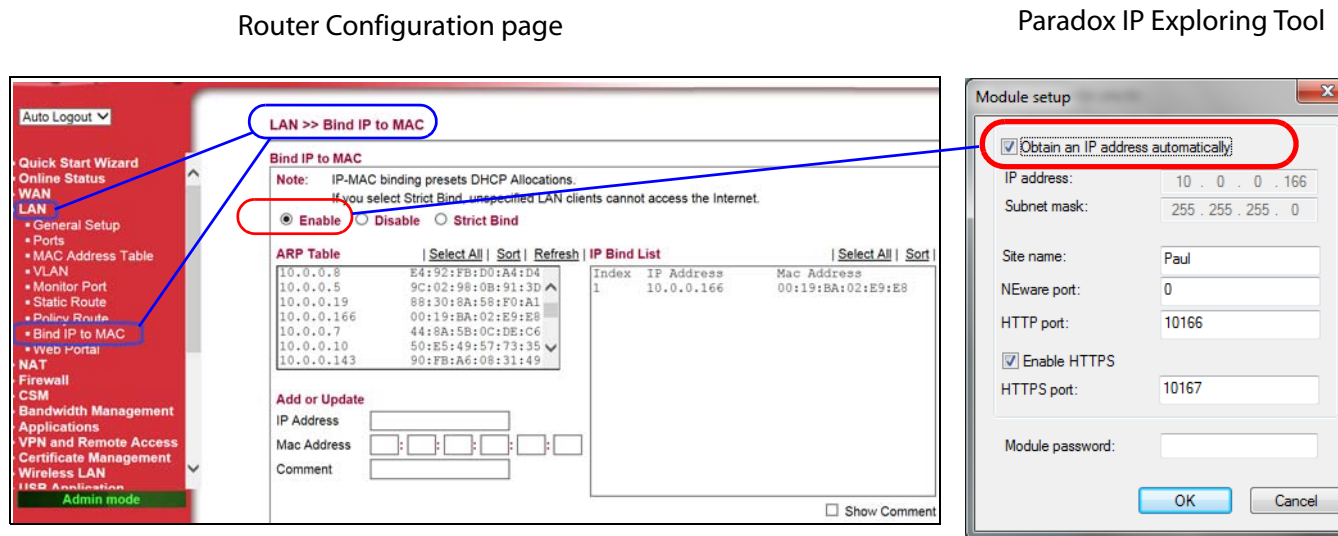 Router Configuration page
Paradox IP Exploring Tool
Auto Logout
Quick Start Wizard
Online Status
WAN
LAN
General Setup
Ports
MAC Address Table
VLAN
Monitor Port
Static Route
Policy Route
Bind IP to MAC
Web Portal
NAT
Firewall
CSM
Bandwidth Management
Applications
VPN and Remote Access
Certificate Management
Wireless LAN
USB Application
Admin mode
LAN >> Bind IP to MAC
Bind IP to MAC
Note: IP-MAC binding presets DHCP Allocations.
If you select Strict Bind, unspecified LAN clients cannot access the Internet.
Enable Disable Strict Bind
ARP Table | Select All | Sort | Refresh |
10.0.0.8 E4:92:FB:D0:A4:D4
10.0.0.5 9C:02:98:0B:91:3D
10.0.0.19 88:30:8A:58:F0:A1
10.0.0.166 00:19:BA:02:E9:E8
10.0.0.7 44:8A:5B:0C:DE:C6
10.0.0.10 50:E5:49:57:73:35
10.0.0.143 90:FB:A6:08:31:49
IP Bind List | Select All | Sort |
Index IP Address Mac Address
1 10.0.0.166 00:19:BA:02:E9:E8
Add or Update
IP Address
Mac Address : : : : :
Comment
Show Comment
Module setup
Obtain an IP address automatically
IP address: 10 . 0 . 0 . 166
Subnet mask: 255 . 255 . 255 . 0
Site name: Paul
NEware port: 0
HTTP port: 10166
Enable HTTPS
HTTPS port: 10167
Module password:
OK Cancel